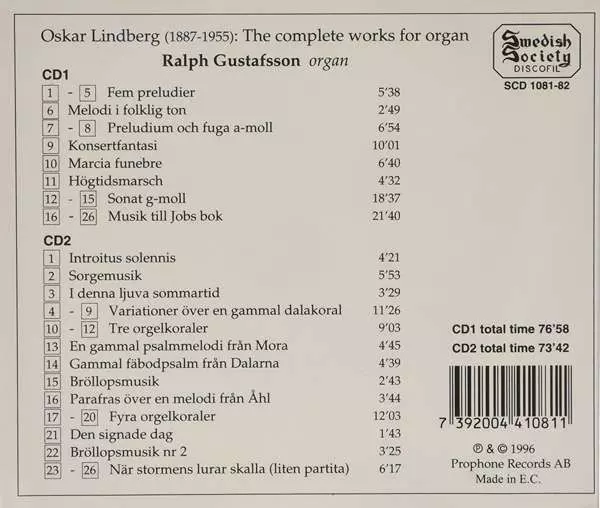 Oskar Lindberg (1887-1955): The complete works for organ
Ralph Gustafsson organ
Swedish
Society
DISCOFIL
SCD 1081-82
CD1
1 - 5 Fem preludier 5'38
6 Melodi i folklig ton 2'49
7 - 8 Preludium och fuga a-moll 6'54
9 Konsertfantasi 10'01
10 Marcia funebre 6'40
11 Högtidsmarsch 4'32
12 - 15 Sonat g-moll 18'37
16 - 26 Musik till Jobs bok 21'40
CD2
1 Introitus solennis 4'21
2 Sorgemusik 5'53
3 I denna ljuva sommartid 3'29
4 - 9 Variationer över en gammal dalakoral 11'26
10 - 12 Tre orgelkoraler 9'03
13 En gammal psalmmelodi från Mora 4'45
14 Gammal fäbodpsalm från Dalarna 4'39
15 Bröllopsmusik 2'43
16 Parafras över en melodi från Åhl 3'44
17 - 20 Fyra orgelkoraler 12'03
21 Den signade dag 1'43
22 Bröllopsmusik nr 2 3'25
23 - 26 När stormens lurar skalla (liten partita) 6'17
CD1 total time 76'58
CD2 total time 73'42
7 392004 410811
℗ & © 1996
Prophone Records AB
Made in E.C.